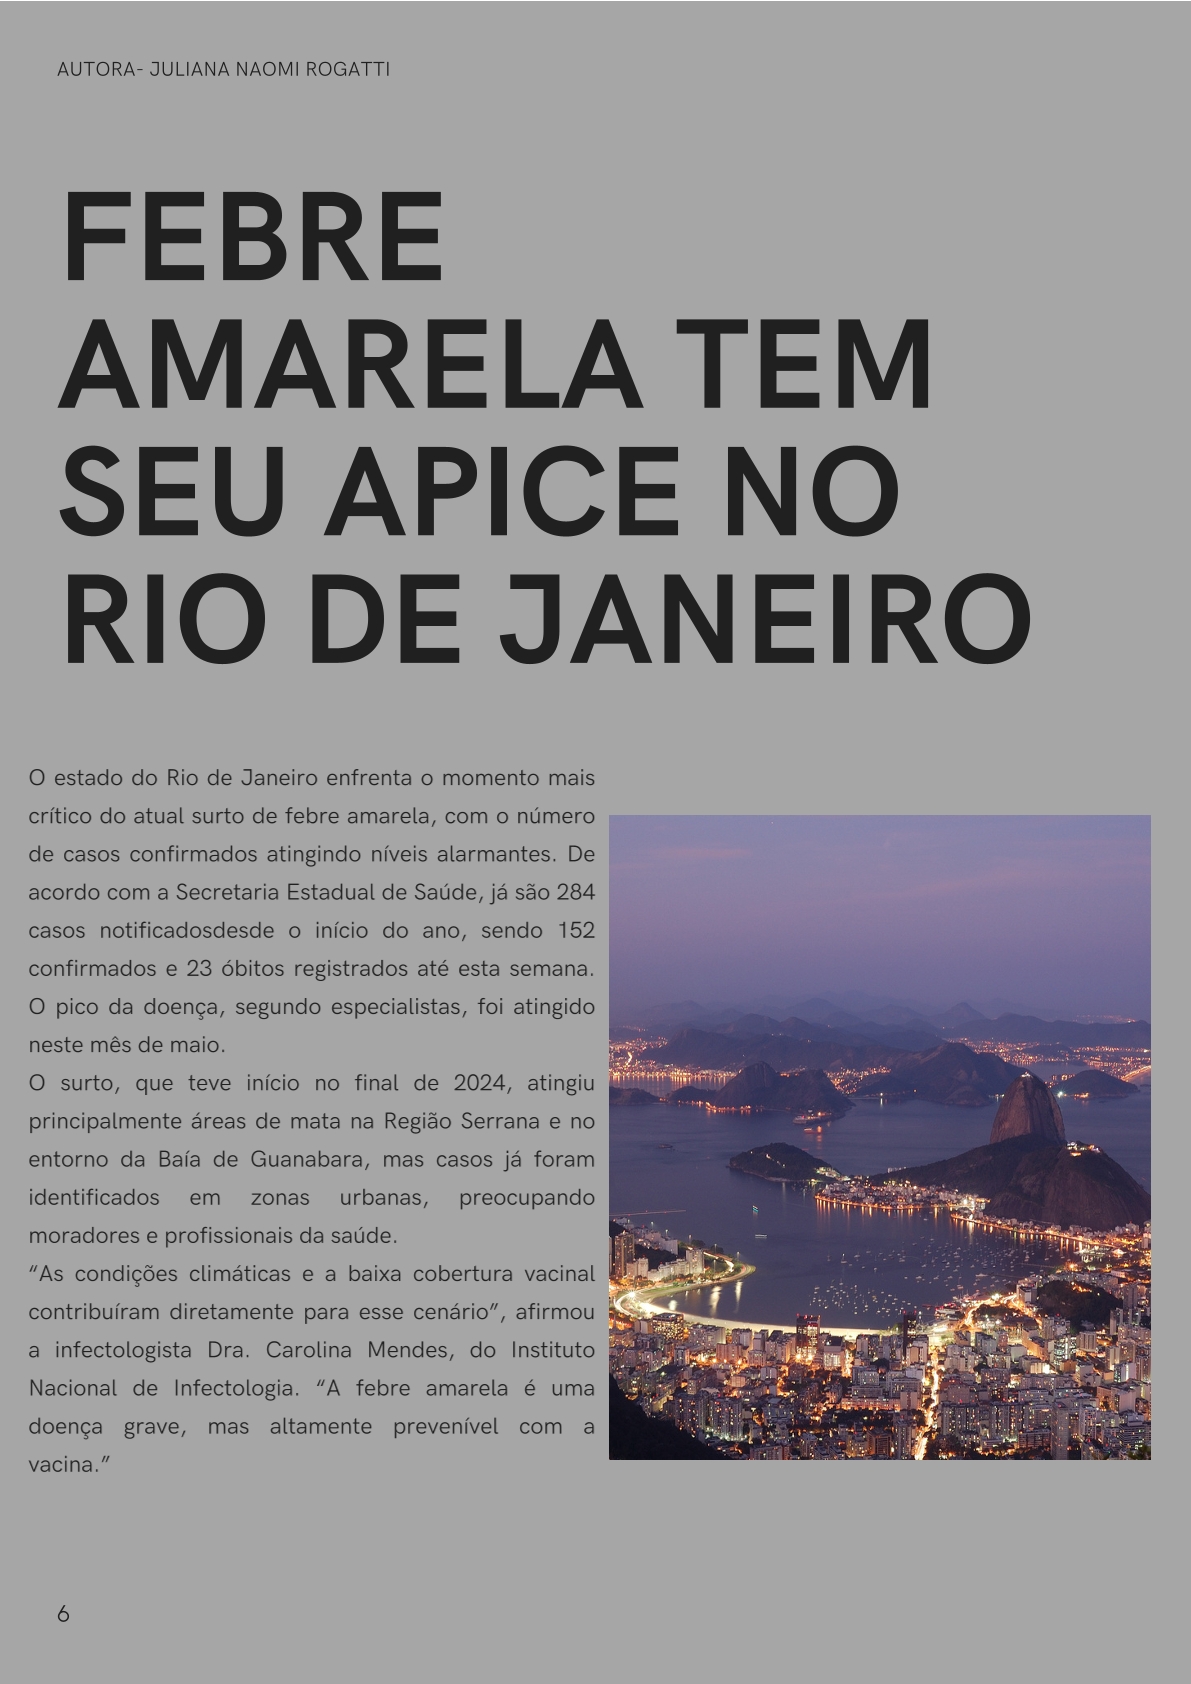 AUTORA- JULIANA NAOMI ROGATTI
FEBRE
AMARELA TEM
SEU APICE NO
RIO DE JANEIRO
O estado do Rio de Janeiro enfrenta o momento mais
crítico do atual surto de febre amarela, com o número
de casos confirmados atingindo níveis alarmantes. De
acordo com a Secretaria Estadual de Saúde, já são 284
casos notificadosdesde o início do ano, sendo 152
confirmados e 23 óbitos registrados até esta semana.
O pico da doença, segundo especialistas, foi atingido
neste mês de maio.
O surto, que teve início no final de 2024, atingiu
principalmente áreas de mata na Região Serrana e no
entorno da Baía de Guanabara, mas casos já foram
identificados em zonas urbanas, preocupando
moradores e profissionais da saúde.
“As condições climáticas e a baixa cobertura vacinal
contribuíram diretamente para esse cenário”, afirmou
a infectologista Dra. Carolina Mendes, do Instituto
Nacional de Infectologia. “A febre amarela é uma
doença grave, mas altamente prevenível com a
vacina.”
6